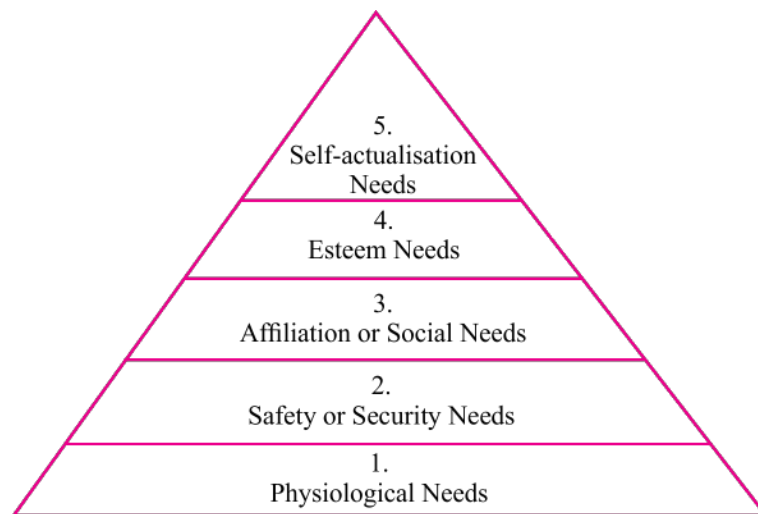 5.
Self-actualisation
Needs
4.
Esteem Needs
3.
Affiliation or Social Needs
2.
Safety or Security Needs
1.
Physiological Needs